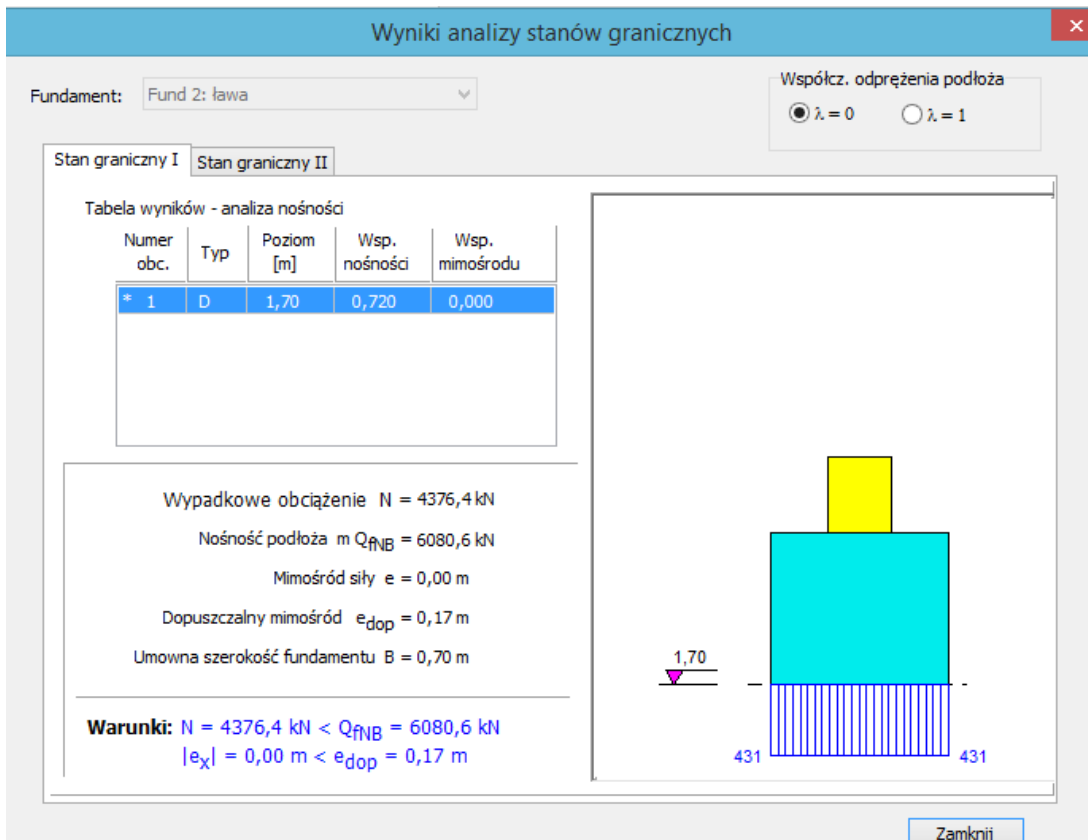 Wyniki analizy stanów granicznych
Fundament: Fund 2: ława
Współcz. odprężenia podłoża
λ = 0 λ = 1
Stan graniczny I Stan graniczny II
Tabela wyników - analiza nośności
Numer obc. Typ Poziom [m] Wsp. nośności Wsp. mimośrodu
* 1 D 1,70 0,720 0,000
Wypadkowe obciążenie N = 4376,4 kN
Nośność podłoża m QfNB = 6080,6 kN
Mimośród siły e = 0,00 m
Dopuszczalny mimośród edop = 0,17 m
Umowna szerokość fundamentu B = 0,70 m
Warunki: N = 4376,4 kN < QfNB = 6080,6 kN
|ex| = 0,00 m < edop = 0,17 m
1,70
431 431
Zamknij